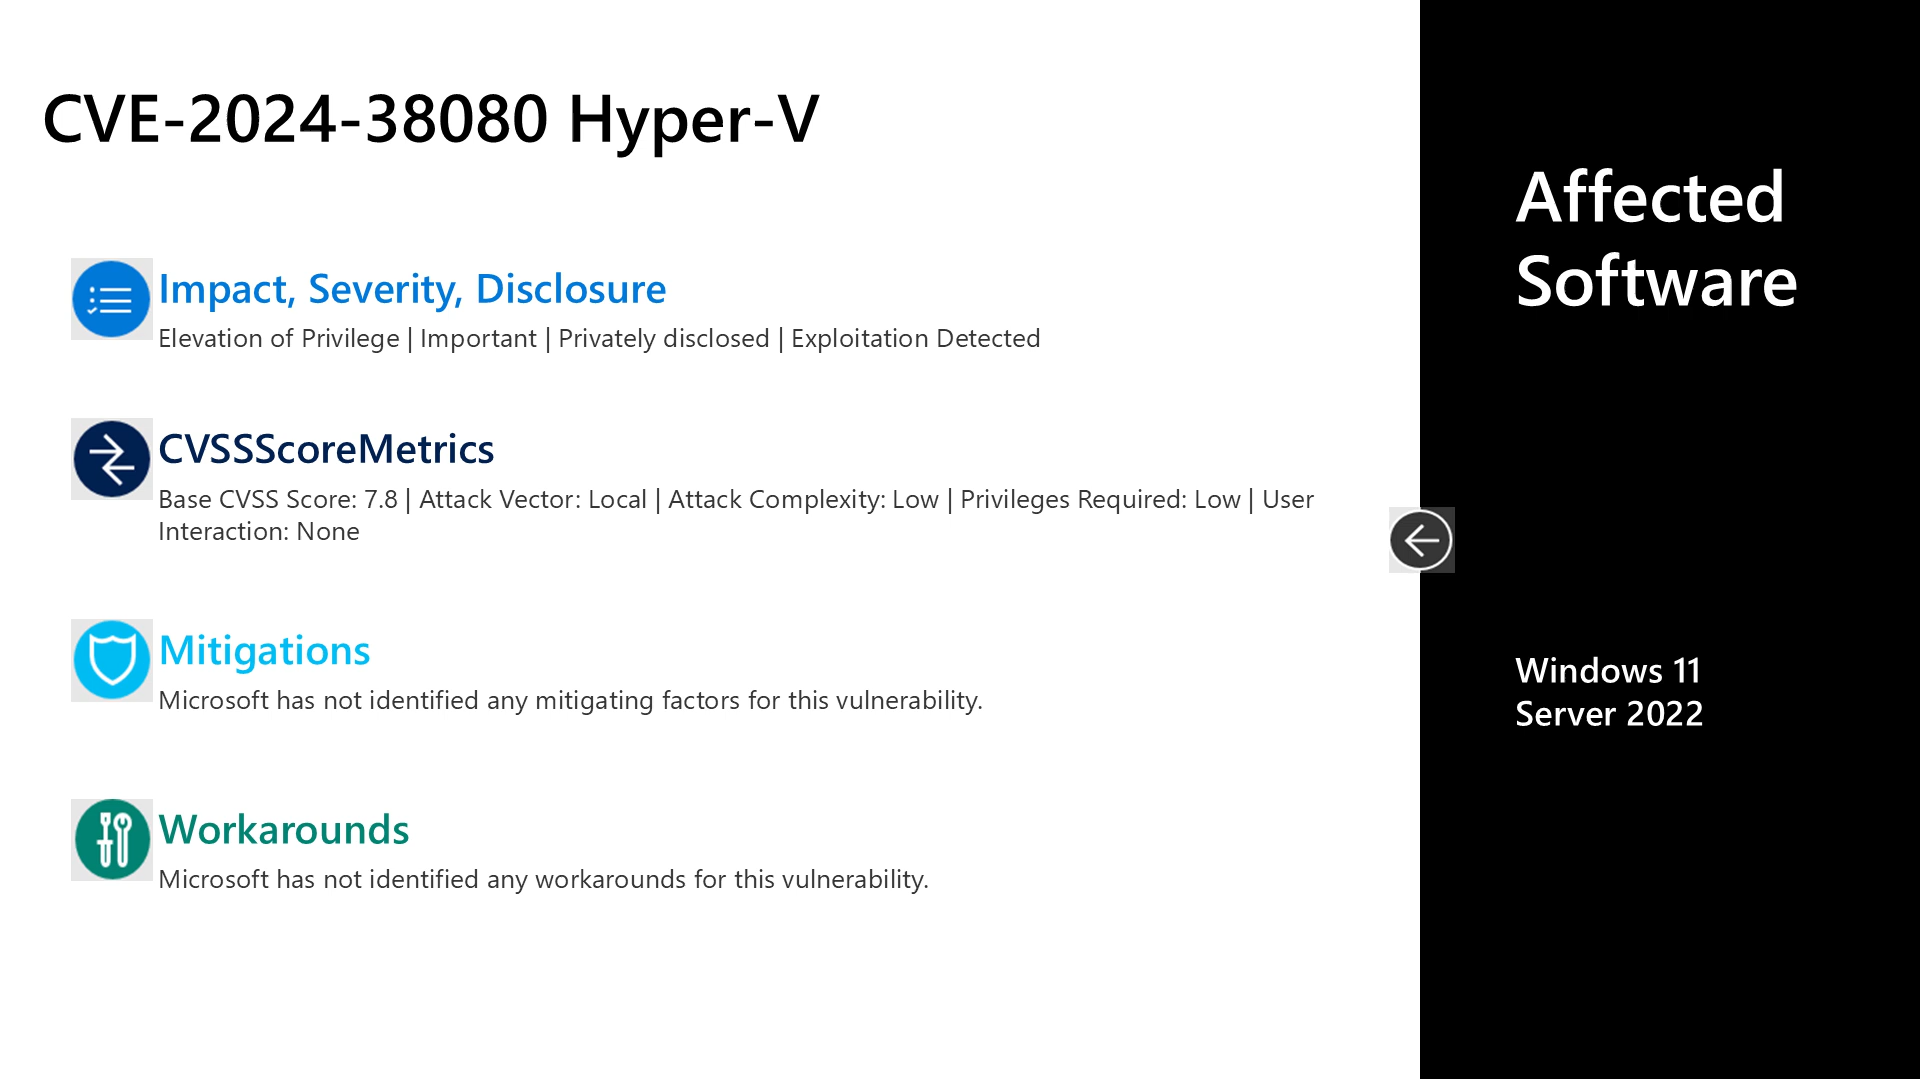 CVE-2024-38080 Hyper-V
Impact, Severity, Disclosure
Elevation of Privilege | Important | Privately disclosed | Exploitation Detected
CVSSScoreMetrics
Base CVSS Score: 7.8 | Attack Vector: Local | Attack Complexity: Low | Privileges Required: Low | User
Interaction: None
Mitigations
Microsoft has not identified any mitigating factors for this vulnerability.
Workarounds
Microsoft has not identified any workarounds for this vulnerability.
Affected
Software
Windows 11
Server 2022